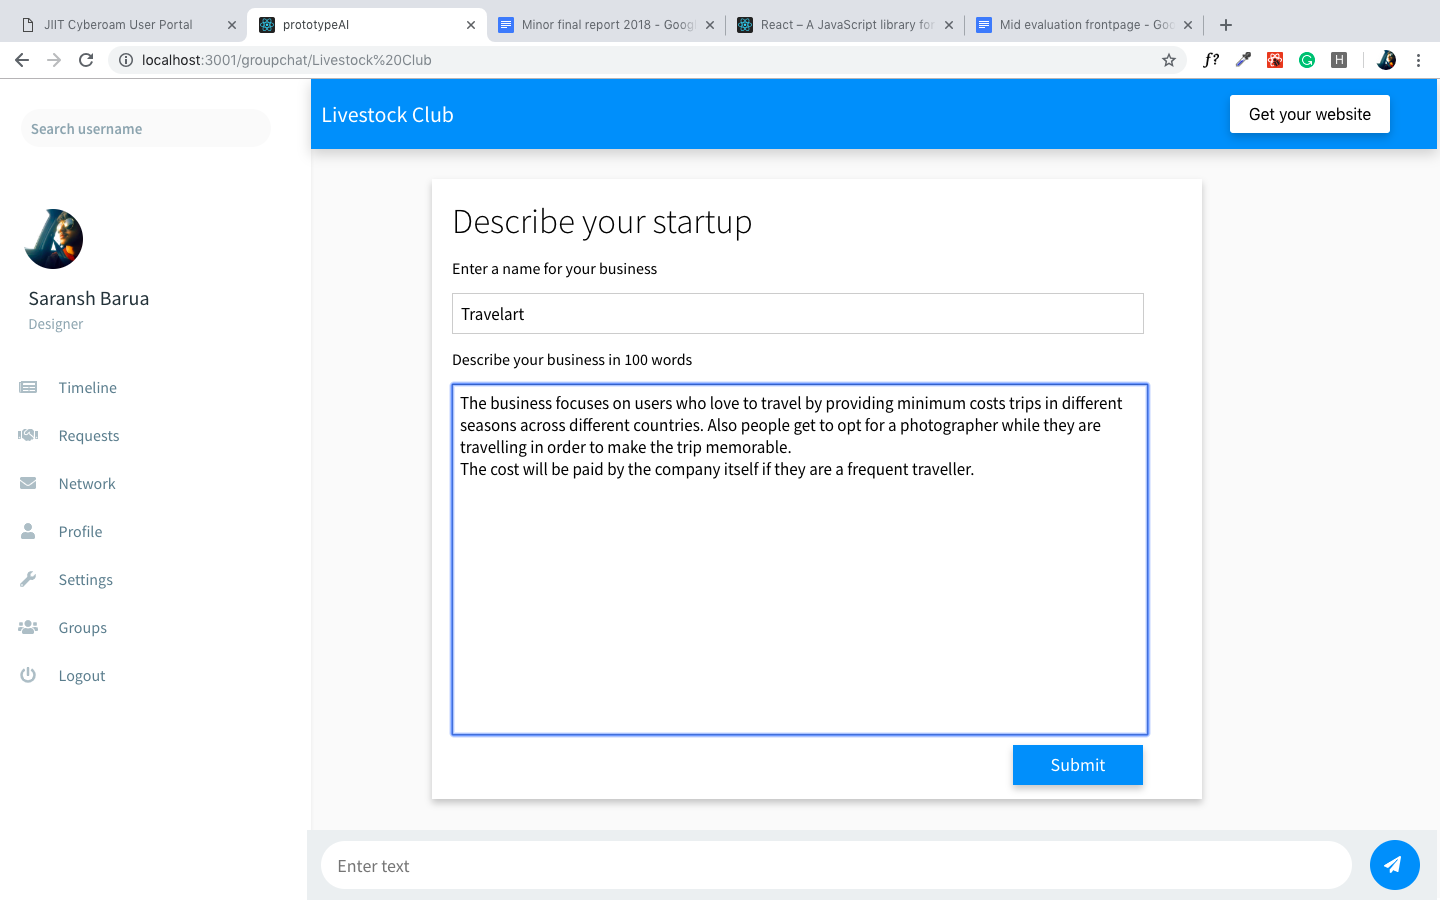 JIIT Cyberoam User Portal
prototypeAI
Minor final report 2018 - Goog
React – A JavaScript library for
Mid evaluation frontpage - Goo
localhost:3001/groupchat/Livestock%20Club
f?
H
Search username
Livestock Club
Get your website
Saransh Barua
Designer
Timeline
Requests
Network
Profile
Settings
Groups
Logout
Describe your startup
Enter a name for your business
Travelart
Describe your business in 100 words
The business focuses on users who love to travel by providing minimum costs trips in different
seasons across different countries. Also people get to opt for a photographer while they are
travelling in order to make the trip memorable.
The cost will be paid by the company itself if they are a frequent traveller.
Submit
Enter text